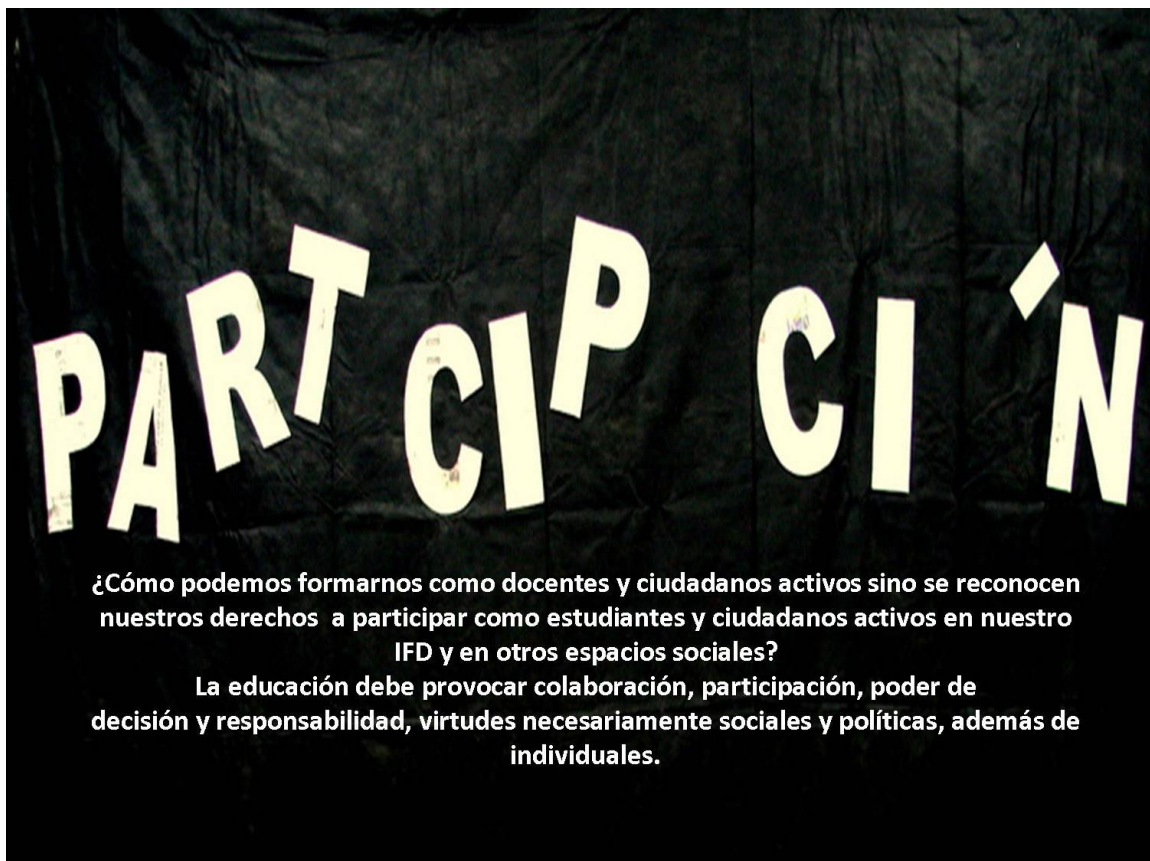 PART CIP CI´N
¿Cómo podemos formarnos como docentes y ciudadanos activos sino se reconocen
nuestros derechos a participar como estudiantes y ciudadanos activos en nuestro
IFD y en otros espacios sociales?
La educación debe provocar colaboración, participación, poder de
decisión y responsabilidad, virtudes necesariamente sociales y políticas, además de
individuales.